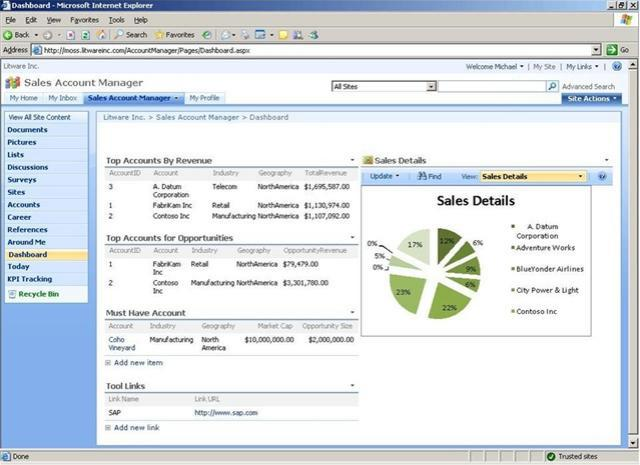 Dashboard - Microsoft Internet Explorer
File Edit View Favorites Tools Help
Back Search Favorites
Address http://moss.litwareinc.com/AccountManager/Pages/Dashboard.aspx Go
Litware Inc. Welcome Michael My Site My Links
Sales Account Manager
All Sites Advanced Search
My Home My Inbox Sales Account Manager My Profile Site Actions
View All Site Content
Documents
Pictures
Lists
Discussions
Surveys
Sites
Accounts
Career
References
Around Me
Dashboard
Today
KPI Tracking
Recycle Bin
Litware Inc. > Sales Account Manager > Dashboard
Top Accounts By Revenue
AccountID Account Industry Geography TotalRevenue
3 A. Datum Corporation Telecom NorthAmerica $1,695,587.00
1 FabriKam Inc Retail NorthAmerica $1,130,974.00
2 Contoso Inc Manufacturing NorthAmerica $1,107,092.00
Top Accounts for Opportunities
AccountID Account Industry Geography OpportunityRevenue
1 FabriKam Inc Retail NorthAmerica $79,479.00
2 Contoso Inc Manufacturing NorthAmerica $3,301,780.00
Must Have Account
Account Industry Geography Market Cap Opportunity Size
Coho Vineyard Manufacturing North America $10,000,000.00 $2,000,000.00
Add new item
Tool Links
Link Name Link URL
SAP http://www.sap.com
Add new link
Sales Details
Update Find View: Sales Details
Sales Details
12%
6%
9%
6%
22%
23%
0%
5%
0%
17%
A. Datum Corporation
Adventure Works
BlueYonder Airlines
City Power & Light
Contoso Inc
Done Trusted sites